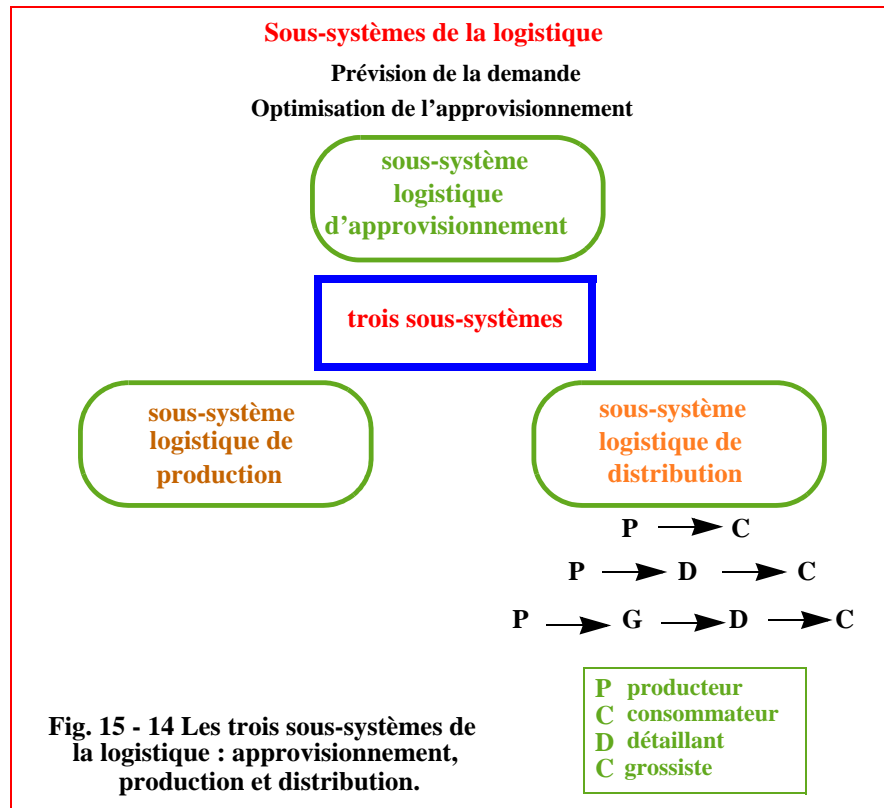 Sous-systèmes de la logistique
Prévision de la demande
Optimisation de l’approvisionnement
sous-système
logistique
d’approvisionnement
trois sous-systèmes
sous-système
logistique de
production
sous-système
logistique de
distribution
P C
P D C
P G D C
P producteur
C consommateur
D détaillant
C grossiste
Fig. 15 - 14 Les trois sous-systèmes de
la logistique : approvisionnement,
production et distribution.